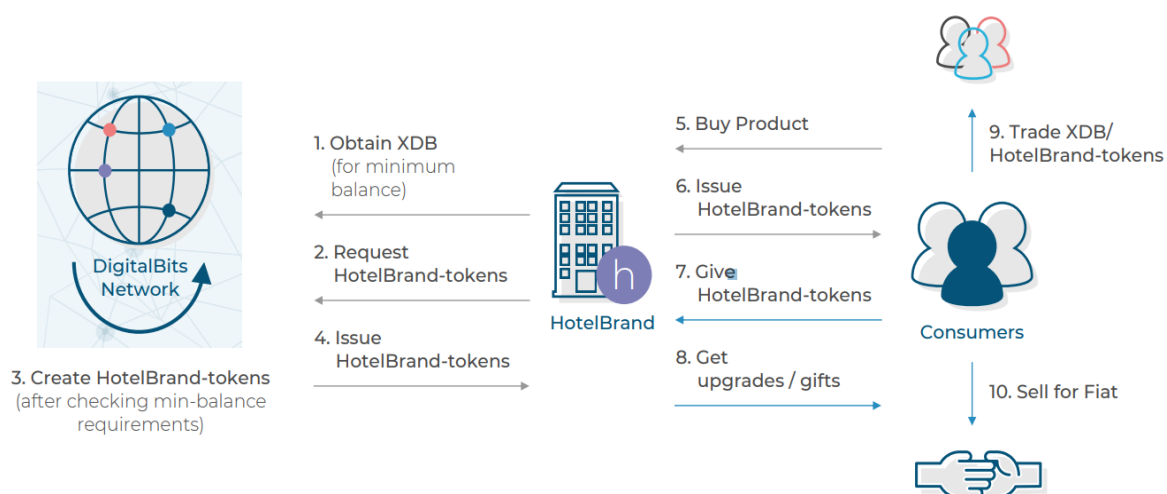 DigitalBits
Network
3. Create HotelBrand-tokens
(after checking min-balance
requirements)
1. Obtain XDB
(for minimum
balance)
2. Request
HotelBrand-tokens
4. Issue
HotelBrand-tokens
h
HotelBrand
5. Buy Product
6. Issue
HotelBrand-tokens
7. Give
HotelBrand-tokens
8. Get
upgrades / gifts
9. Trade XDB/
HotelBrand-tokens
Consumers
10. Sell for Fiat